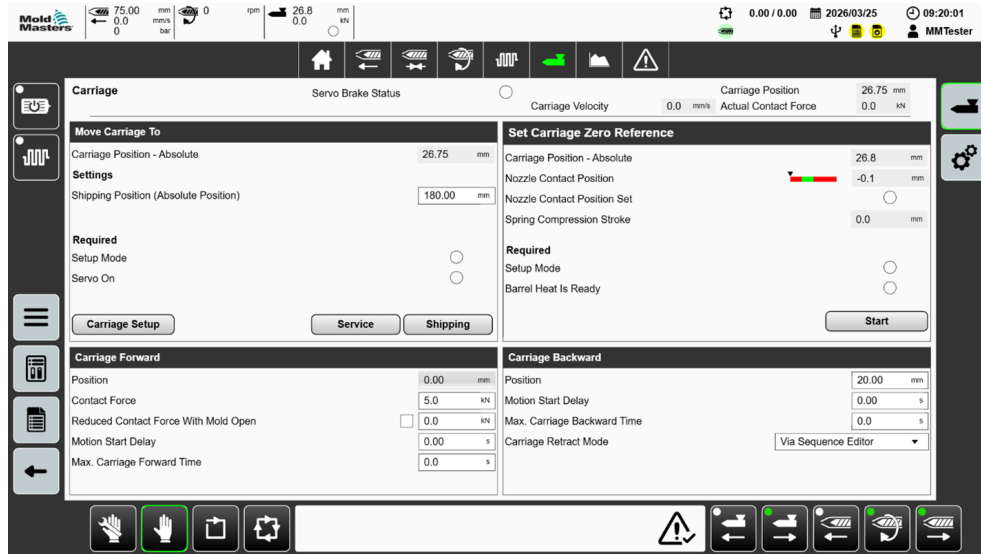 Mold Masters
75.00 mm
0.0 mm/s
0 bar
0 rpm
26.8 mm
0.0 kN
0.00 / 0.00
2026/03/25
09:20:01
MMTester
Carriage
Servo Brake Status
Carriage Position 26.75 mm
Carriage Velocity 0.0 mm/s Actual Contact Force 0.0 kN
Move Carriage To
Carriage Position - Absolute 26.75 mm
Settings
Shipping Position (Absolute Position) 180.00 mm
Required
Setup Mode
Servo On
Carriage Setup Service Shipping
Set Carriage Zero Reference
Carriage Position - Absolute 26.8 mm
Nozzle Contact Position -0.1 mm
Nozzle Contact Position Set
Spring Compression Stroke 0.0 mm
Required
Setup Mode
Barrel Heat Is Ready
Start
Carriage Forward
Position 0.00 mm
Contact Force 5.0 kN
Reduced Contact Force With Mold Open 0.0 kN
Motion Start Delay 0.00 s
Max. Carriage Forward Time 0.0 s
Carriage Backward
Position 20.00 mm
Motion Start Delay 0.00 s
Max. Carriage Backward Time 0.0 s
Carriage Retract Mode Via Sequence Editor